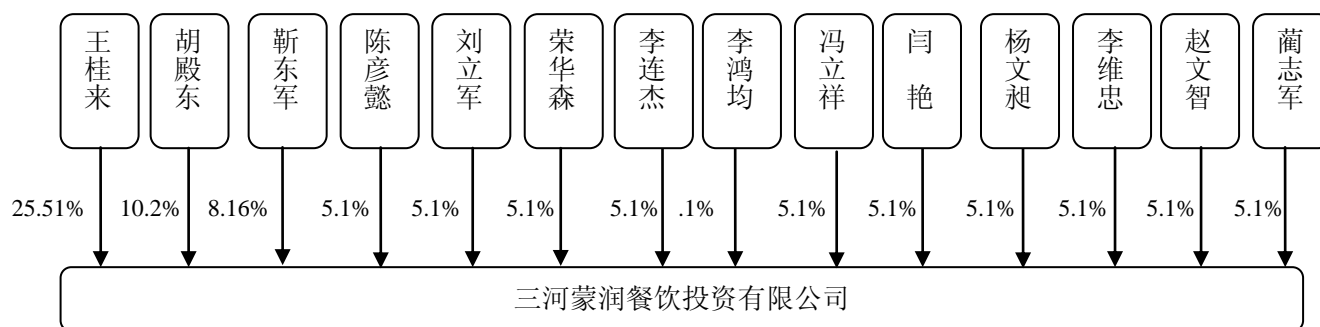 王桂来
胡殿东
靳东军
陈彦懿
刘立军
荣华森
李连杰
李鸿均
冯立祥
闫 艳
杨文昶
李维忠
赵文智
蔺志军
25.51%
10.2%
8.16%
5.1%
5.1%
5.1%
5.1%
.1%
5.1%
5.1%
5.1%
5.1%
5.1%
5.1%
三河蒙润餐饮投资有限公司